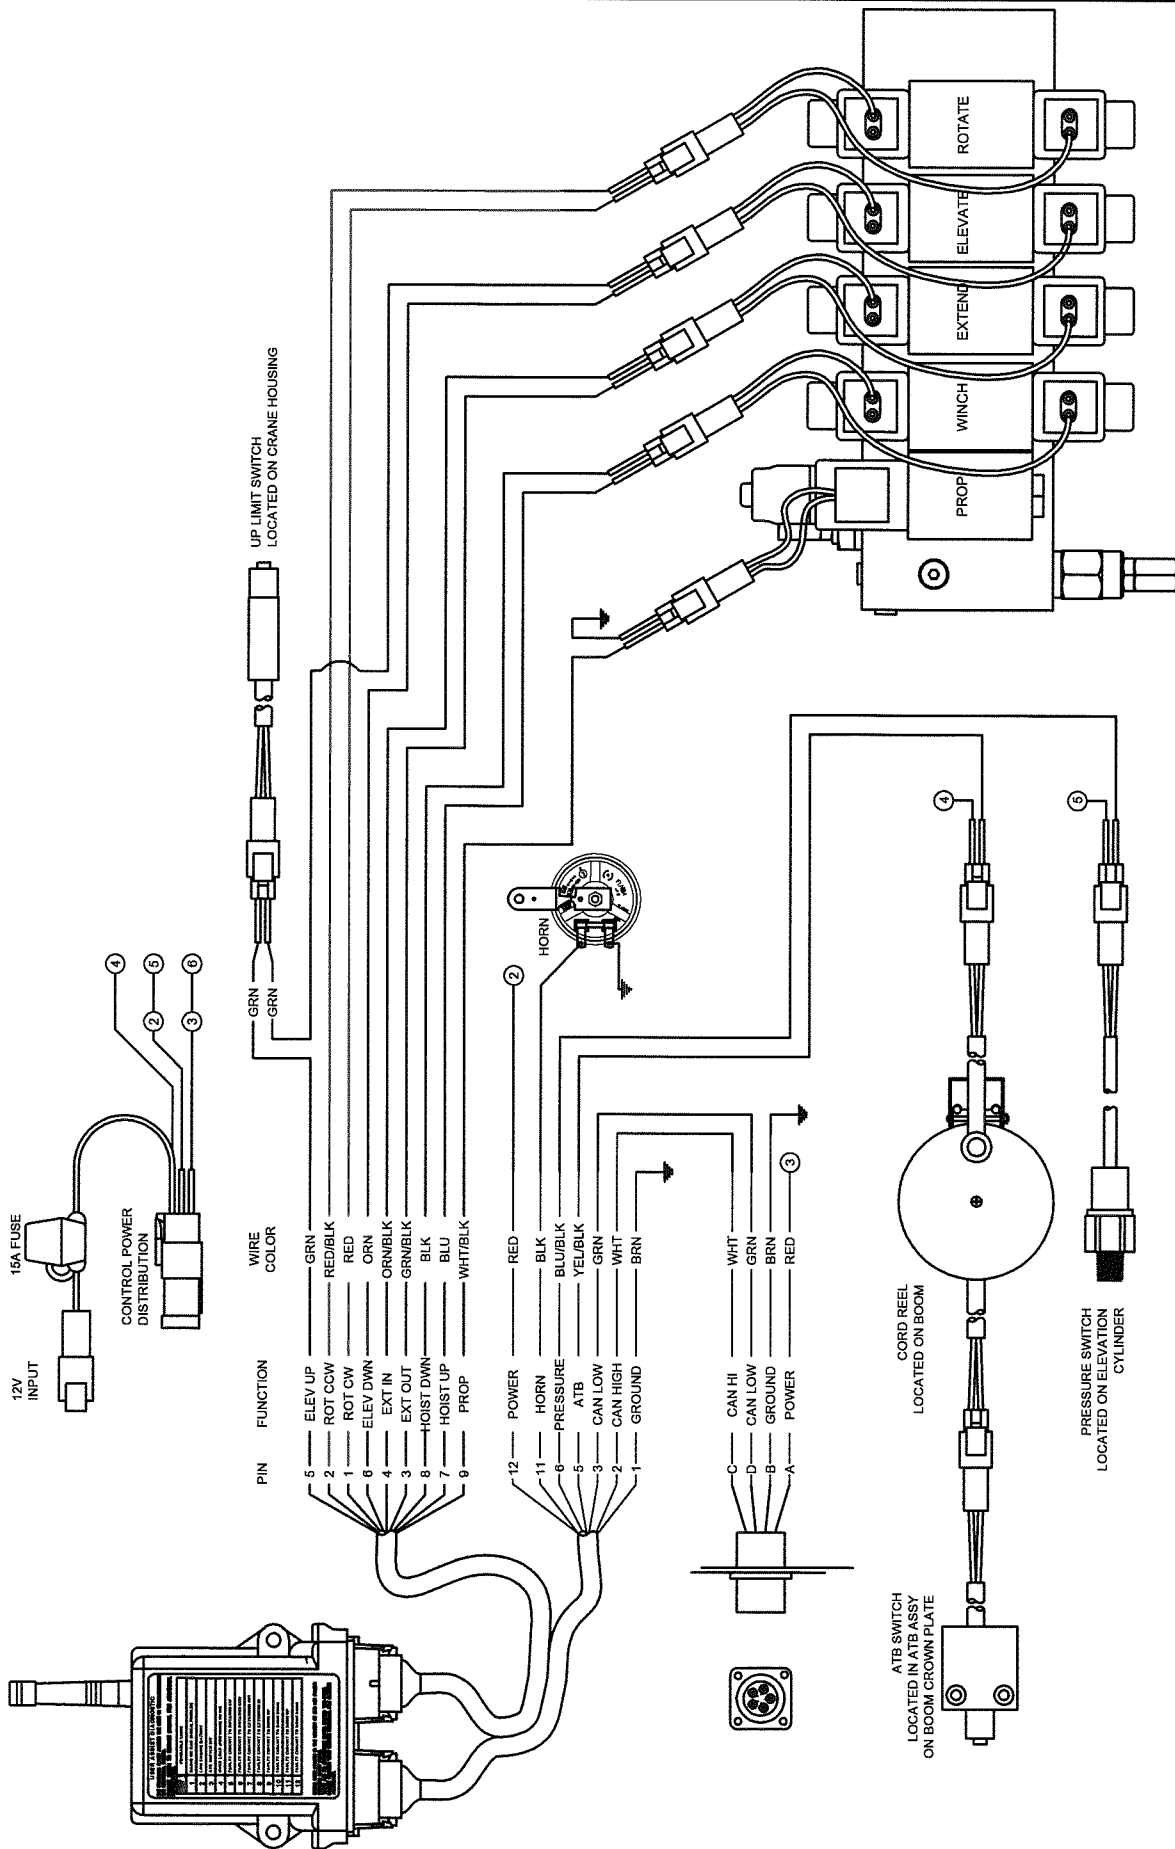 15A FUSE
12V
INPUT
CONTROL POWER
DISTRIBUTION
4
5
2
6
3
UP LIMIT SWITCH
LOCATED ON CRANE HOUSING
GRN
GRN
PIN FUNCTION WIRE
COLOR
5 ELEV UP GRN
2 ROT CCW RED/BLK
1 ROT CW RED
6 ELEV DWN ORN
4 EXT IN ORN/BLK
3 EXT OUT GRN/BLK
8 HOIST DWN BLK
7 HOIST UP BLU
9 PROP WHT/BLK
12 POWER RED 2
11 HORN BLK
6 PRESSURE BLU/BLK
5 ATB YEL/BLK
3 CAN LOW GRN
2 CAN HIGH WHT
1 GROUND BRN
HORN
C CAN HI WHT
D CAN LOW GRN
B GROUND BRN
A POWER RED 3
PROP
WINCH
EXTEND
ELEVATE
ROTATE
ATB SWITCH
LOCATED IN ATB ASSY
ON BOOM CROWN PLATE
CORD REEL
LOCATED ON BOOM
4
PRESSURE SWITCH
LOCATED ON ELEVATION
CYLINDER
5